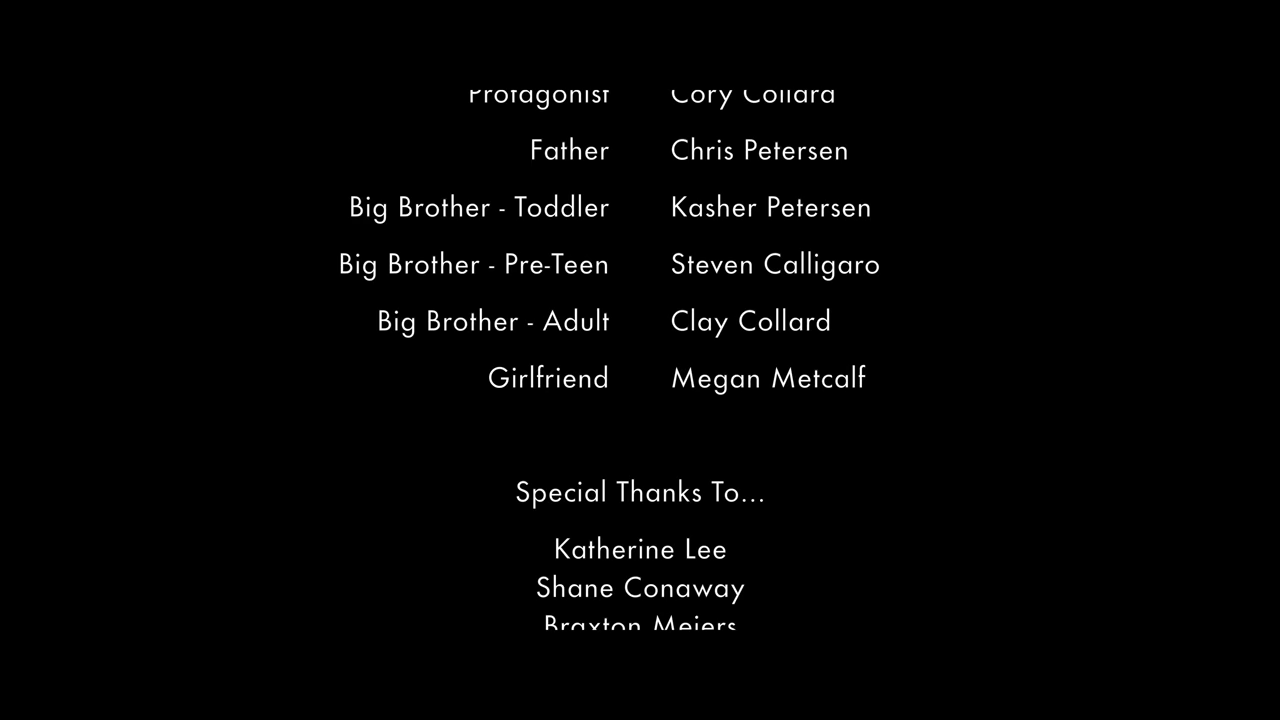 Protagonist Cory Collard
Father Chris Petersen
Big Brother - Toddler Kasher Petersen
Big Brother - Pre-Teen Steven Calligaro
Big Brother - Adult Clay Collard
Girlfriend Megan Metcalf
Special Thanks To...
Katherine Lee
Shane Conaway
Braxton Meiers